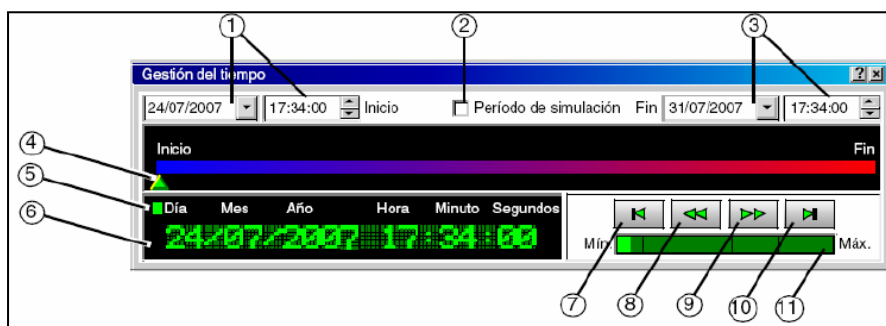 1 2 3
Gestión del tiempo
24/07/2007 17:34:00 Inicio Período de simulación Fin 31/07/2007 17:34:00
Inicio Fin
4
5
6
Día Mes Año Hora Minuto Segundos
24/07/2007 17:34:00
Mín. Máx.
7 8 9 10 11